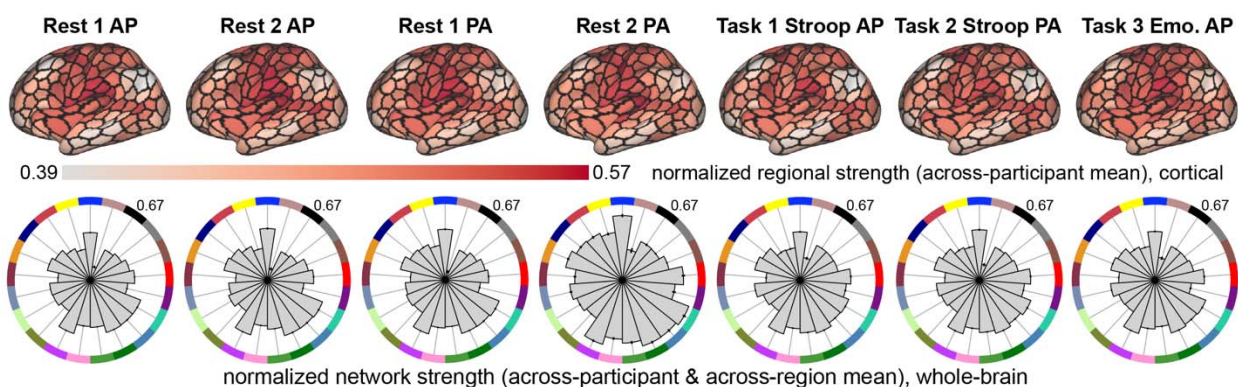 Rest 1 AP Rest 2 AP Rest 1 PA Rest 2 PA Task 1 Stroop AP Task 2 Stroop PA Task 3 Emo. AP
0.39 0.57 normalized regional strength (across-participant mean), cortical
0.67 0.67 0.67 0.67 0.67 0.67 0.67
normalized network strength (across-participant & across-region mean), whole-brain